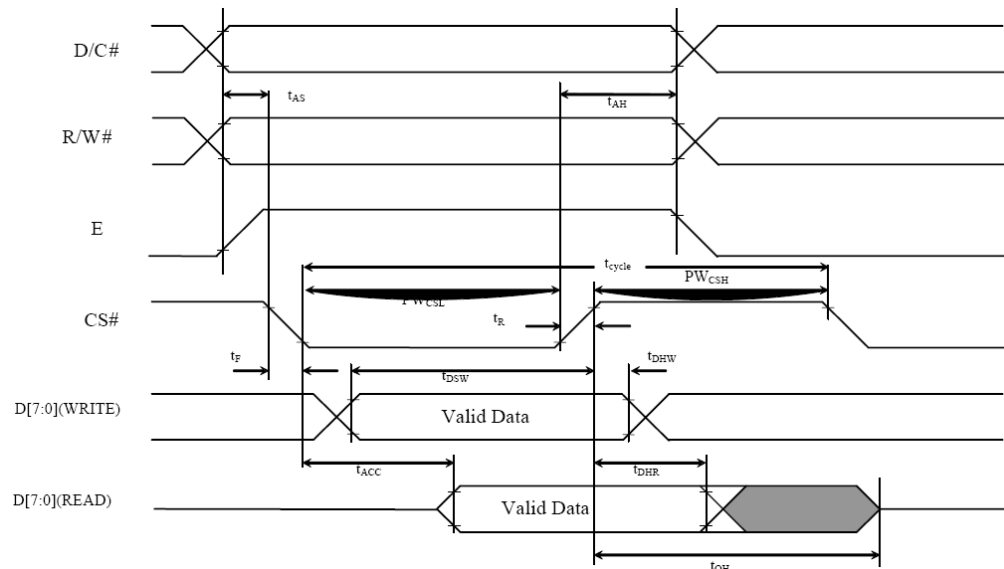 D/C#
tAS
tAH
R/W#
E
tcycle
PWCSL
PWCSH
CS#
tR
tF
tDSW
tDHW
D[7:0](WRITE)
Valid Data
tACC
tDHR
D[7:0](READ)
Valid Data
tOH